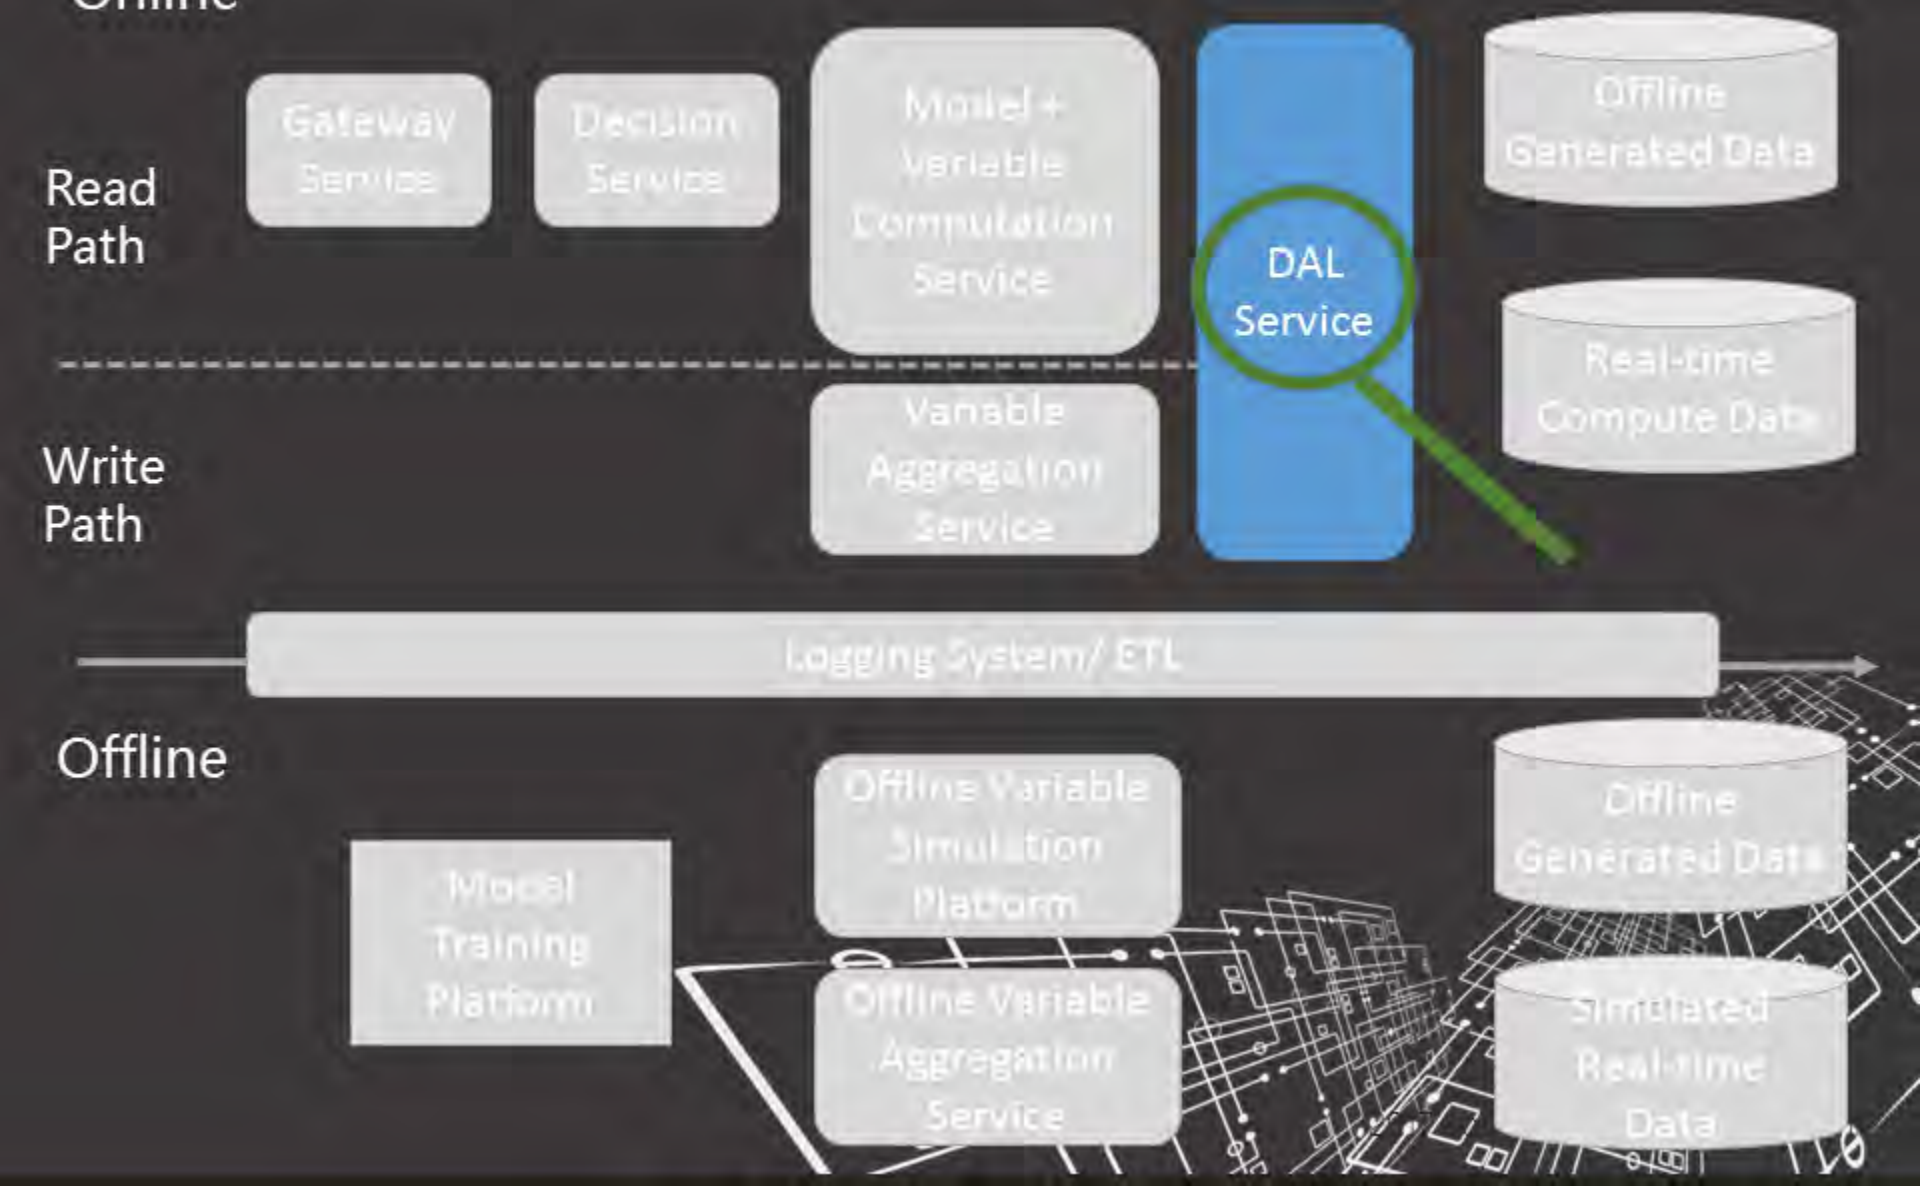 Online
Gateway
Service
Decision
Service
Model +
Variable
Computation
Service
DAL
Service
Offline
Generated Data
Read
Path
Real-time
Compute Data
Write
Path
Variable
Aggregation
Service
Logging System/ ETL
Offline
Model
Training
Platform
Offline Variable
Simulation
Platform
Offline Variable
Aggregation
Service
Offline
Generated Data
Simulated
Real-time
Data